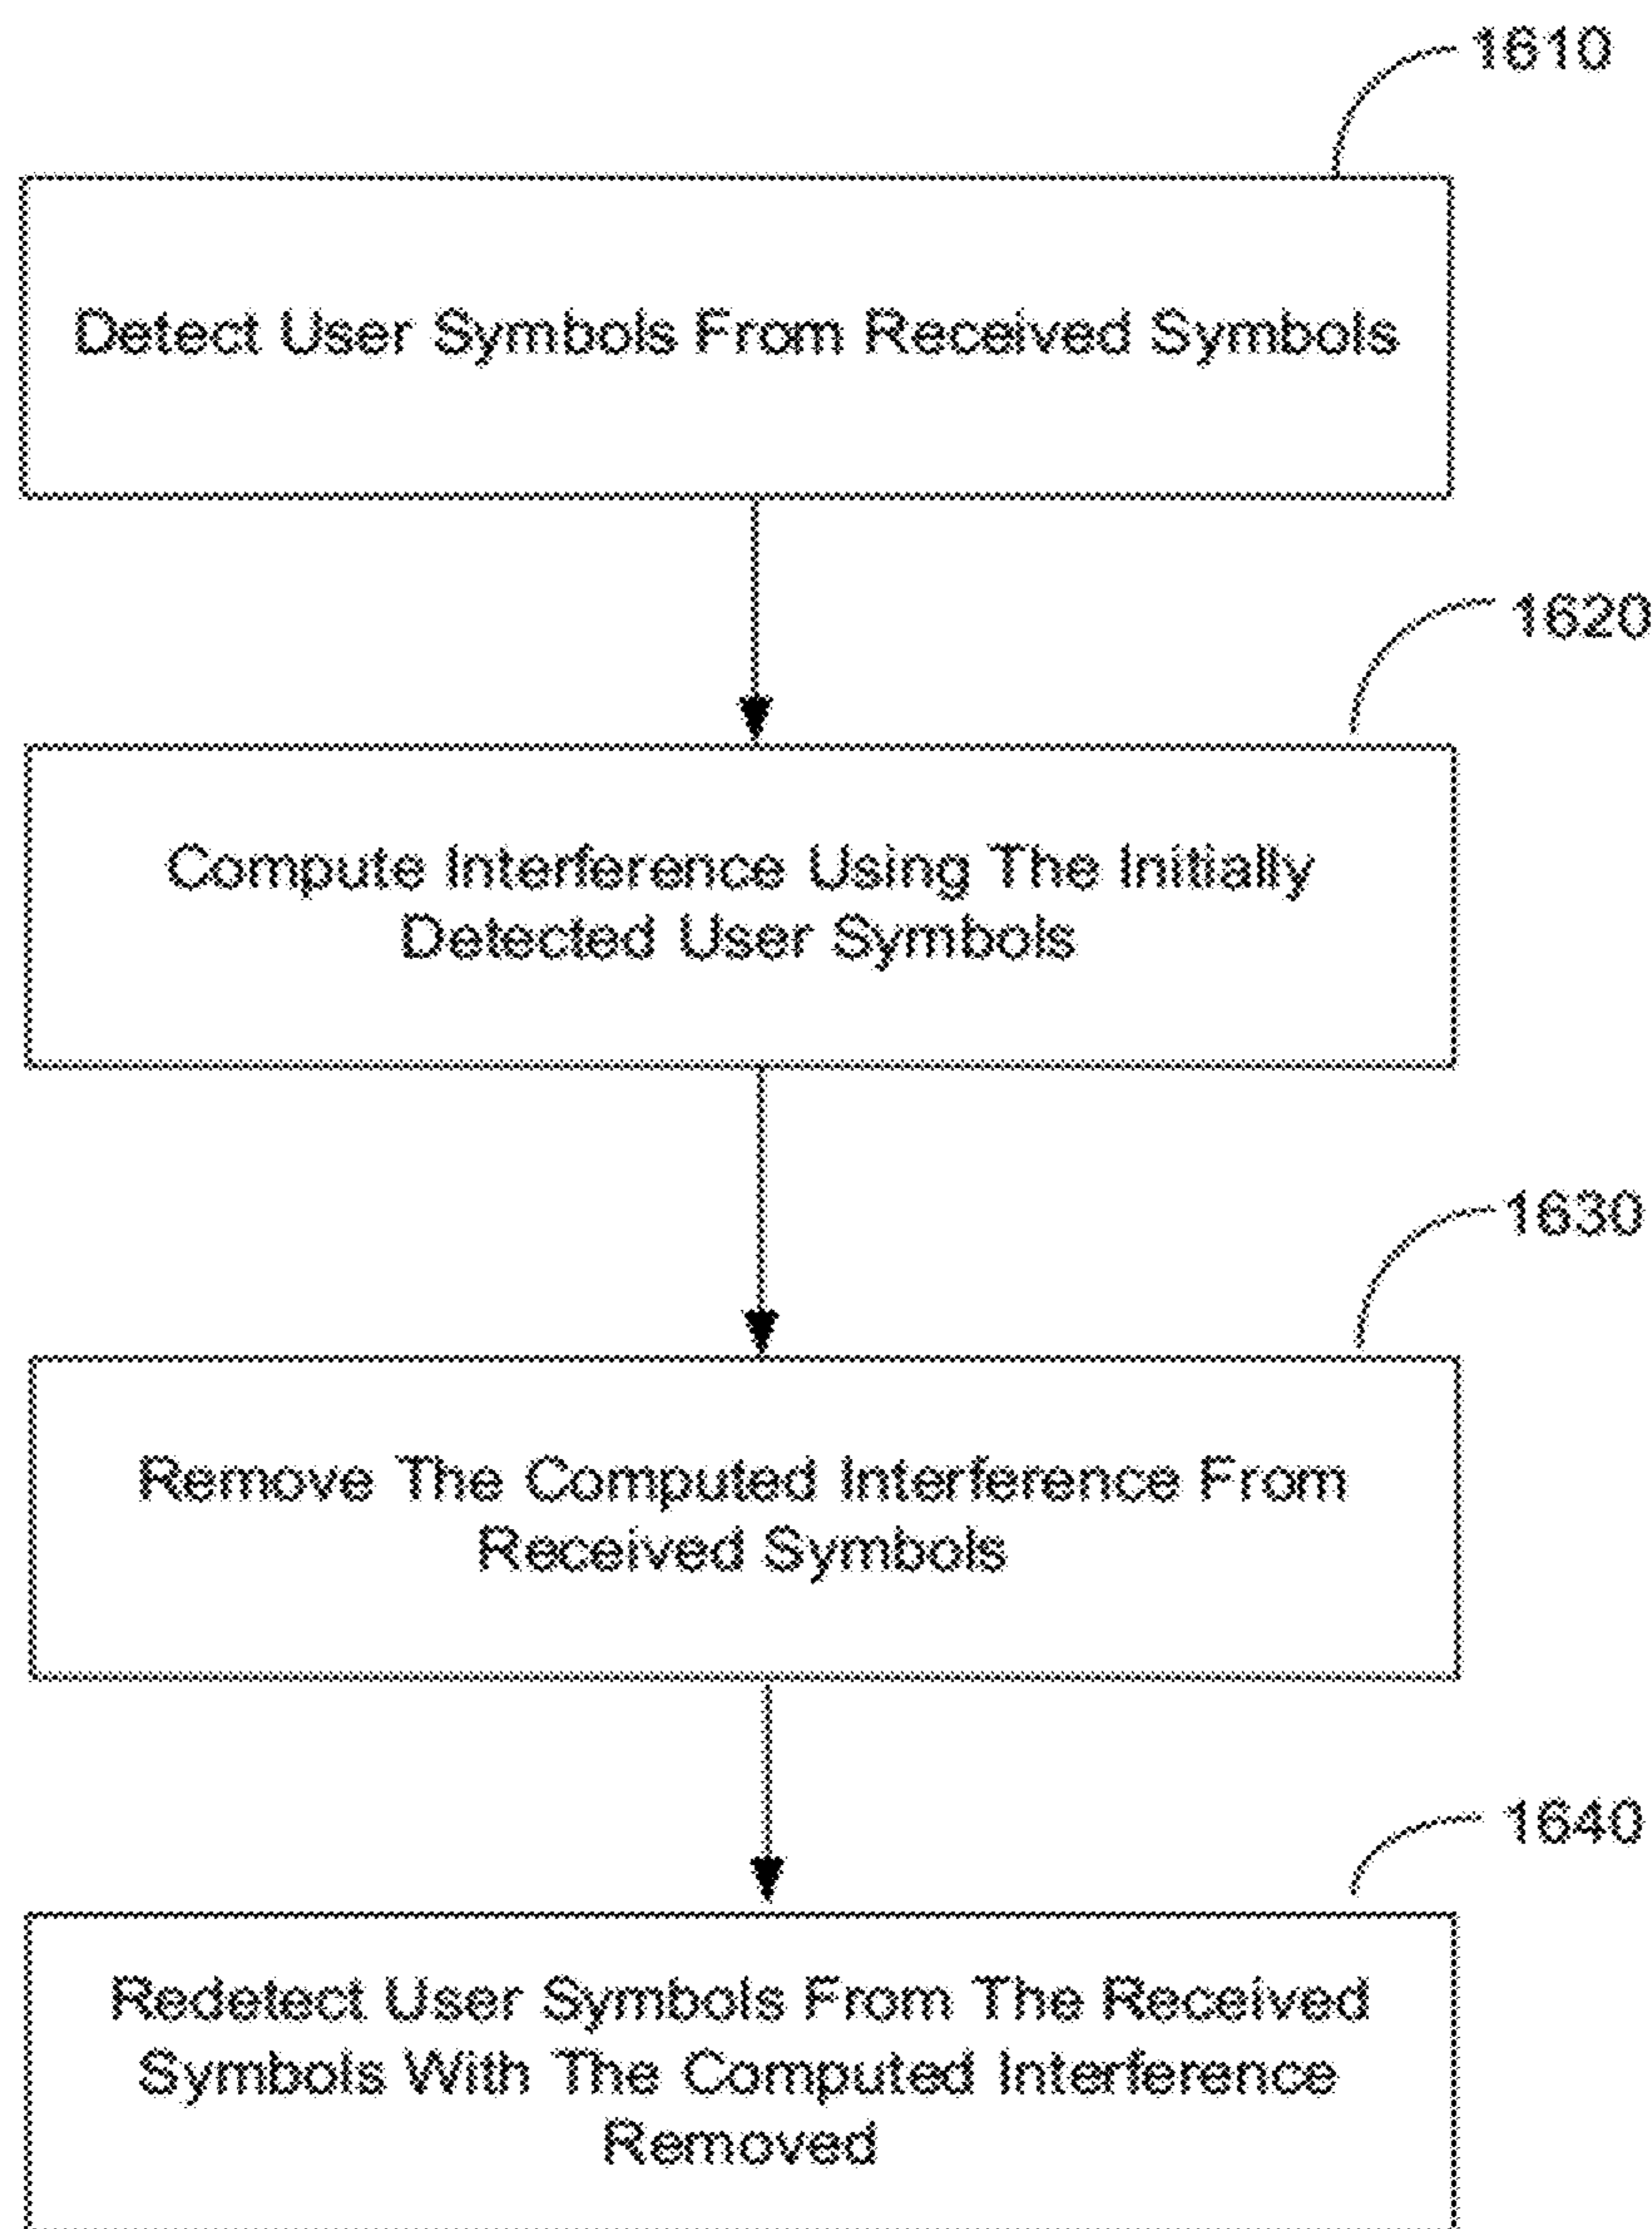 1610
Detect User Symbols From Received Symbols
1620
Compute Interference Using The Initially
Detected User Symbols
1630
Remove The Computed Interference From
Received Symbols
1640
Redetect User Symbols From The Received
Symbols With The Computed Interference
Removed